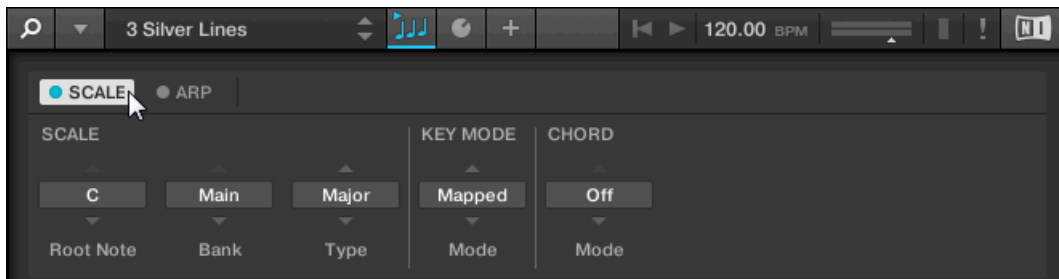 3 Silver Lines 120.00 BPM ! NI
SCALE ARP
SCALE KEY MODE CHORD
C Main Major Mapped Off
Root Note Bank Type Mode Mode